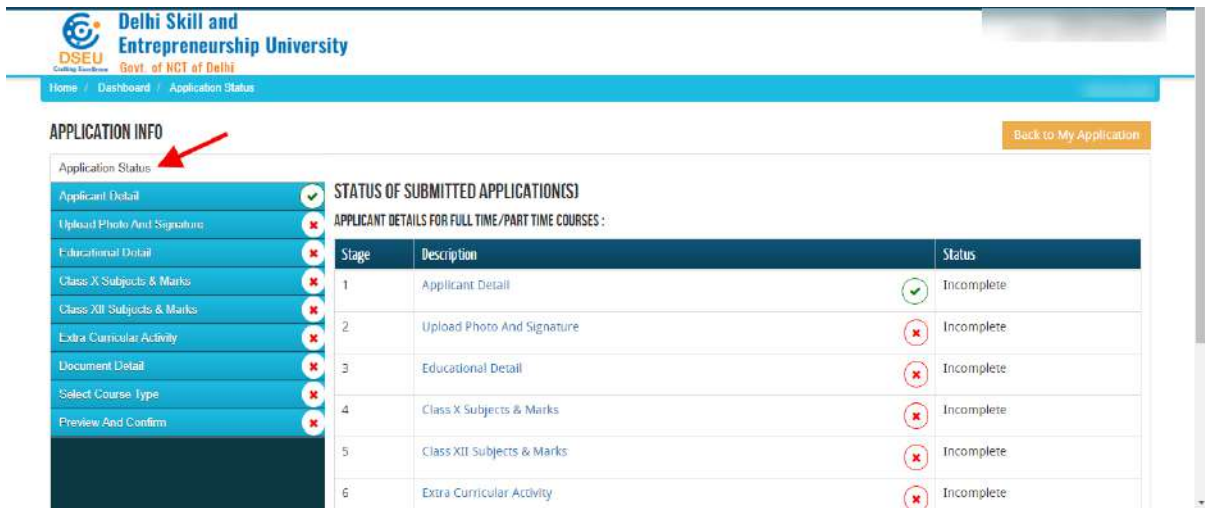 Delhi Skill and
Entrepreneurship University
DSEU
Govt. of NCT of Delhi
Home / Dashboard / Application Status
APPLICATION INFO
Back to My Application
Application Status
Applicant Detail
Upload Photo And Signature
Educational Detail
Class X Subjects & Marks
Class XII Subjects & Marks
Extra Curricular Activity
Document Detail
Select Course Type
Preview And Confirm
STATUS OF SUBMITTED APPLICATION(S)
APPLICANT DETAILS FOR FULL TIME/PART TIME COURSES :
Stage Description Status
1 Applicant Detail Incomplete
2 Upload Photo And Signature Incomplete
3 Educational Detail Incomplete
4 Class X Subjects & Marks Incomplete
5 Class XII Subjects & Marks Incomplete
6 Extra Curricular Activity Incomplete